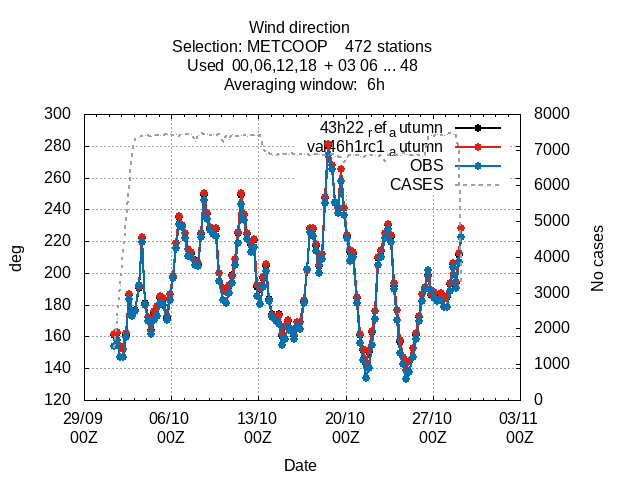 Wind direction
Selection: METCOOP 472 stations
Used 00,06,12,18 + 03 06 ... 48
Averaging window: 6h
300
280
260
240
220
200
180
160
140
120
deg
8000
7000
6000
5000
4000
3000
2000
1000
0
No cases
43h22_ref_autumn
OBS
CASES
29/09 06/10 13/10 20/10 27/10 03/11
00Z 00Z 00Z 00Z 00Z 00Z
Date